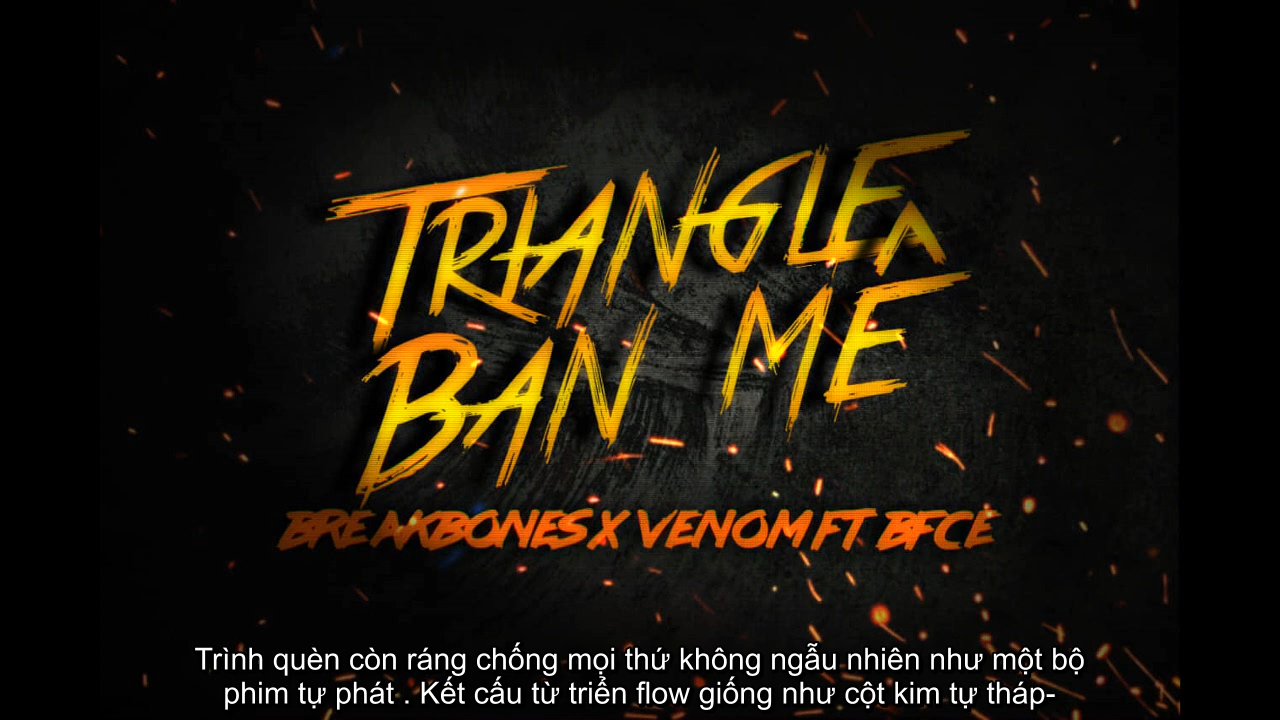 TRIANGLE
BAN ME
BREAKBONES X VENOM FT BFCE
Trình quèn còn ráng chống mọi thứ không ngẫu nhiên như một bộ
phim tự phát . Kết cấu từ triển flow giống như cột kim tự tháp-